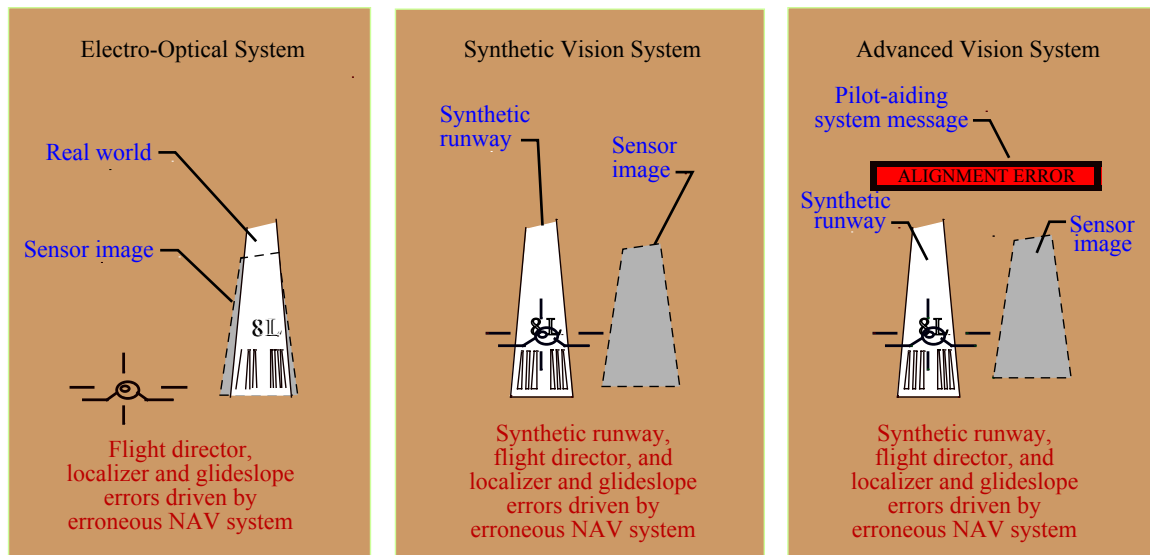 Electro-Optical System
Real world
Sensor image
8L
Flight director,
localizer and glideslope
errors driven by
erroneous NAV system
Synthetic Vision System
Synthetic
runway
Sensor
image
8L
Synthetic runway,
flight director, and
localizer and glideslope
errors driven by
erroneous NAV system
Advanced Vision System
Pilot-aiding
system message
ALIGNMENT ERROR
Synthetic
runway
Sensor
image
8L
Synthetic runway,
flight director, and
localizer and glideslope
errors driven by
erroneous NAV system